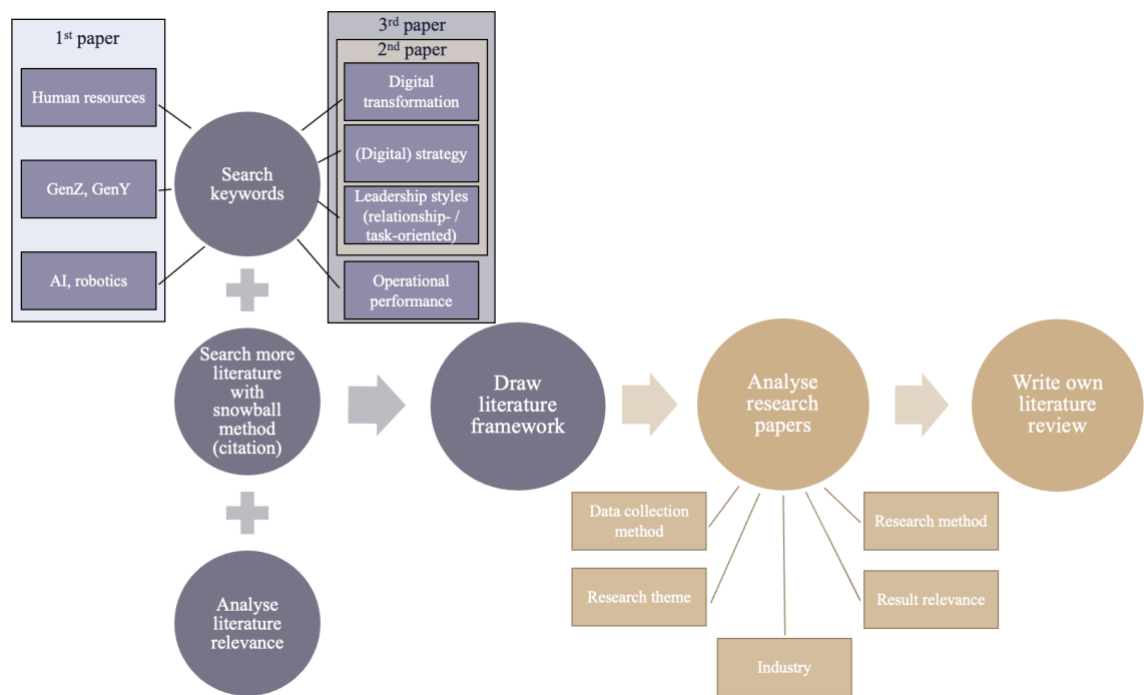 1st paper
Human resources
GenZ, GenY
AI, robotics
Search
keywords
3rd paper
2nd paper
Digital
transformation
(Digital) strategy
Leadership styles
(relationship- /
task-oriented)
Operational
performance
Search more
literature
with
snowball
method
(citation)
Analyse
literature
relevance
Draw
literature
framework
Analyse
research
papers
Write own
literature
review
Data collection
method
Research method
Research theme
Result relevance
Industry